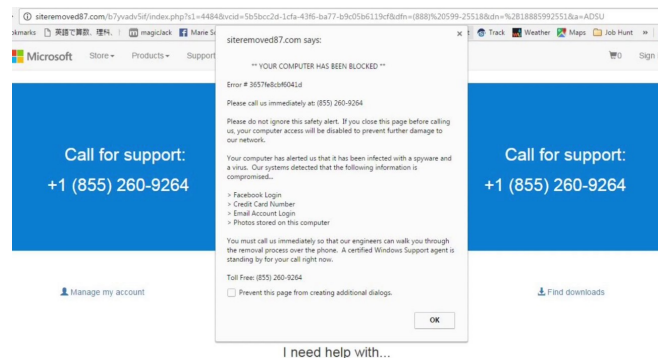 siteremoved87.com/b7yvadv5if/index.php?s1=4484&vcid=5b5bcc2d-1cfa-43f6-ba77-b9c05b6119cf&dfn=(888)%20599-25518&dn=%2818885992551&a=ADSU
okmarks
英語で算数、理科、
magicJack
Marie S
Track
Weather
Maps
Job Hunt
»
Microsoft
Store
Products
Support
0
Sign
siteremoved87.com says:
×
** YOUR COMPUTER HAS BEEN BLOCKED **
Error # 3657fe8cbf6041d
Please call us immediately at: (855) 260-9264
Please do not ignore this safety alert. If you close this page before calling
us, your computer access will be disabled to prevent further damage to
our network.
Your computer has alerted us that it has been infected with a spyware and
a virus. Our systems detected that the following information is
compromised...
> Facebook Login
> Credit Card Number
> Email Account Login
> Photos stored on this computer
You must call us immediately so that our engineers can walk you through
the removal process over the phone. A certified Windows Support agent is
standing by for your call right now.
Toll Free: (855) 260-9264
Prevent this page from creating additional dialogs.
OK
Call for support:
+1 (855) 260-9264
Call for support:
+1 (855) 260-9264
Manage my account
Find downloads
I need help with...